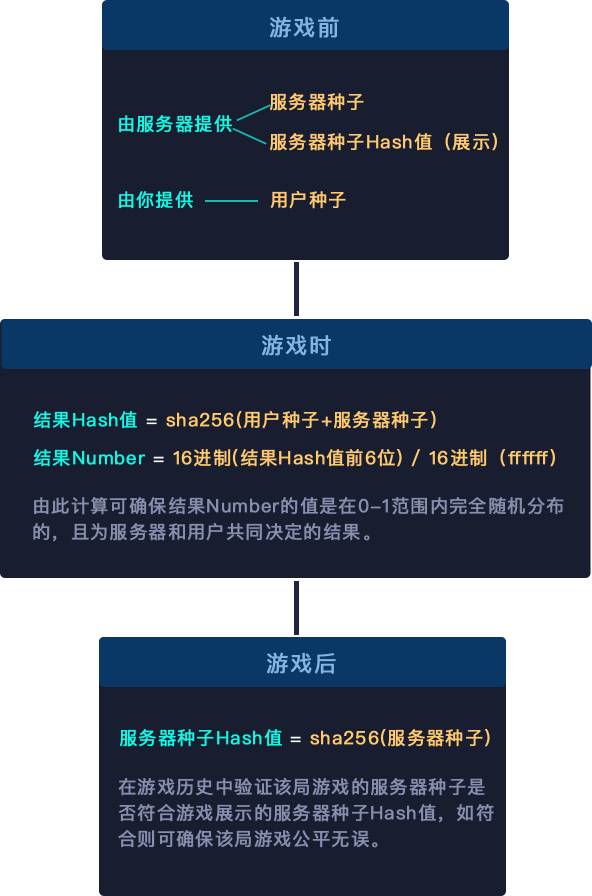 游戏前
服务器种子
由服务器提供
服务器种子Hash值（展示）
由你提供
用户种子
游戏时
结果Hash值 = sha256(用户种子+服务器种子)
结果Number = 16进制(结果Hash值前6位) / 16进制（ffffff）
由此计算可确保结果Number的值是在0-1范围内完全随机分布
的，且为服务器和用户共同决定的结果。
游戏后
服务器种子Hash值 = sha256(服务器种子)
在游戏历史中验证该局游戏的服务器种子是
否符合游戏展示的服务器种子Hash值，如符
合则可确保该局游戏公平无误。